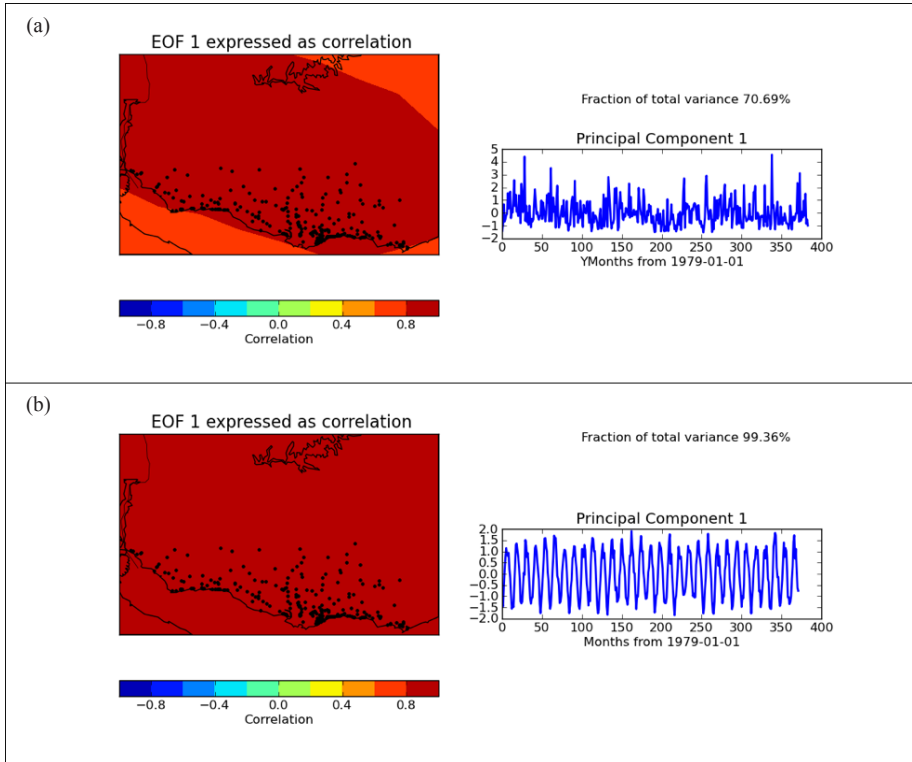 (a)
EOF 1 expressed as correlation
Fraction of total variance 70.69%
Principal Component 1
5
4
3
2
1
0
−1
−2
0 50 100 150 200 250 300 350 400
YMonths from 1979-01-01
−0.8 −0.4 0.0 0.4 0.8
Correlation
(b)
EOF 1 expressed as correlation
Fraction of total variance 99.36%
Principal Component 1
2.0
1.5
1.0
0.5
0.0
−0.5
−1.0
−1.5
−2.0
0 50 100 150 200 250 300 350 400
Months from 1979-01-01
−0.8 −0.4 0.0 0.4 0.8
Correlation